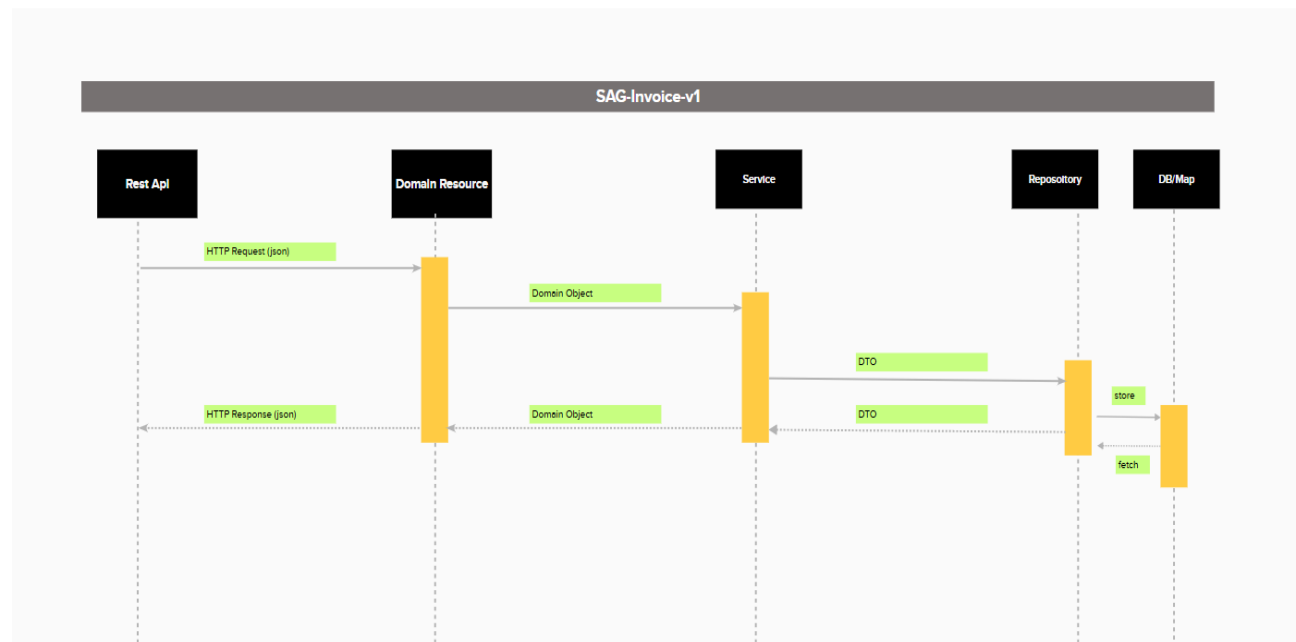 SAG-Invoice-v1
Rest Apl
Domain Resource
Service
Reposoitory
DB/Map
HTTP Request (json)
Domain Object
DTO
store
HTTP Response (json)
Domain Object
DTO
fetch